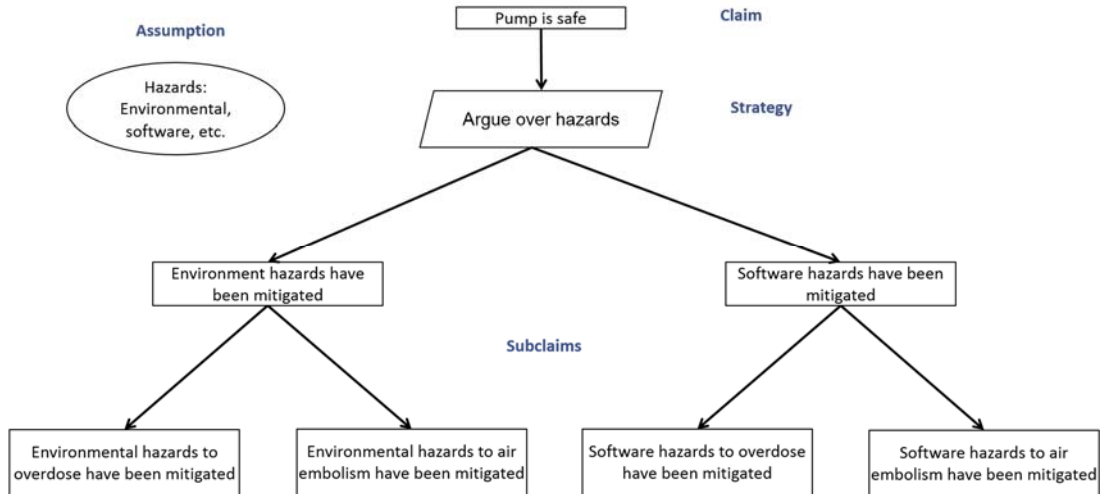 Pump is safe
Claim
Assumption
Hazards:
Environmental,
software, etc.
Argue over hazards
Strategy
Environment hazards have
been mitigated
Software hazards have been
mitigated
Subclaims
Environmental hazards to
overdose have been mitigated
Environmental hazards to air
embolism have been mitigated
Software hazards to overdose
have been mitigated
Software hazards to air
embolism have been mitigated